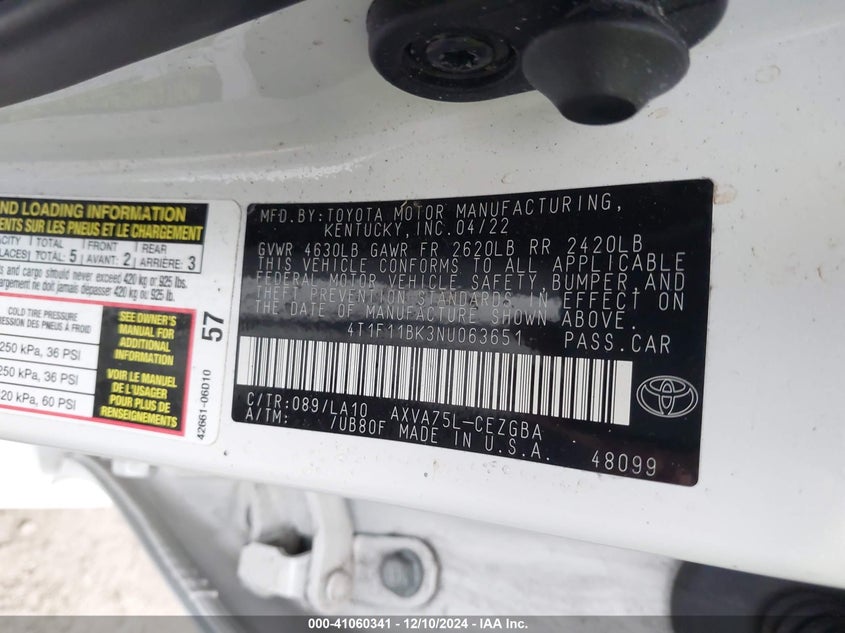 ND LOADING INFORMATION
MENTS SUR LES PNEUS ET LE CHARGEMENT
TOTAL FRONT REAR
TOTAL: 5 AVANT: 2 ARRIÈRE: 3
and cargo should never exceed 420 kg or 925 lbs.
chargement ne doit jamais dépasser 420 kg ou 925 lb.
COLD TIRE PRESSURE
DES PNEUS À FROID
250 kPa, 36 PSI
250 kPa, 36 PSI
420 kPa, 60 PSI
SEE OWNER'S
MANUAL FOR
ADDITIONAL
INFORMATION
VOIR LE MANUEL
DE L'USAGER
POUR PLUS DE
RENSEIGNEMENTS
57
42661-06D10
MFD. BY: TOYOTA MOTOR MANUFACTURING,
KENTUCKY, INC. 04/22
GVWR 4630LB GAWR FR 2620LB RR 2420LB
THIS VEHICLE CONFORMS TO ALL APPLICABLE
FEDERAL MOTOR VEHICLE SAFETY, BUMPER, AND
THEFT PREVENTION STANDARDS IN EFFECT ON
THE DATE OF MANUFACTURE SHOWN ABOVE.
4T1F11BK3NU063651 PASS.CAR
C/TR:089/LA10 AXVA75L-CEZGBA
A/TM: /UB80F MADE IN U.S.A.
48099
000-41060341 - 12/10/2024 - IAA Inc.